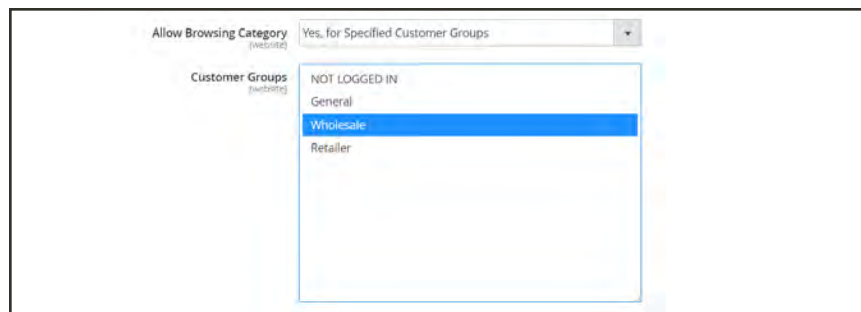 Allow Browsing Category Yes, for Specified Customer Groups
[website]
Customer Groups NOT LOGGED IN
[website]
General
Wholesale
Retailer